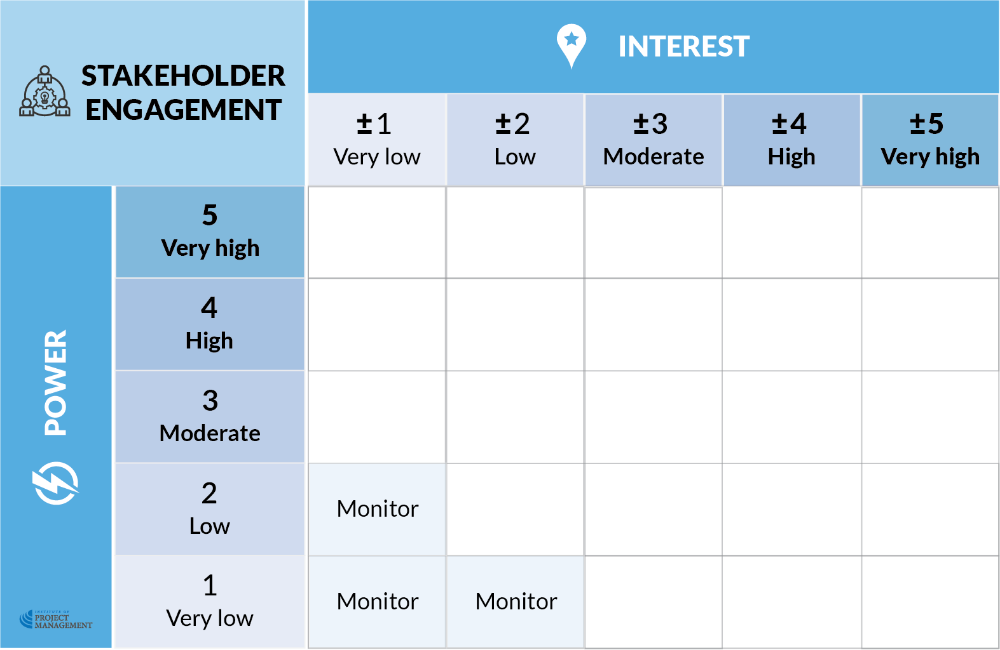 STAKEHOLDER
ENGAGEMENT
INTEREST
±1
Very low
±2
Low
±3
Moderate
±4
High
±5
Very high
POWER
5
Very high
4
High
3
Moderate
2
Low
Monitor
1
Very low
Monitor
Monitor
INSTITUTE OF
PROJECT
MANAGEMENT